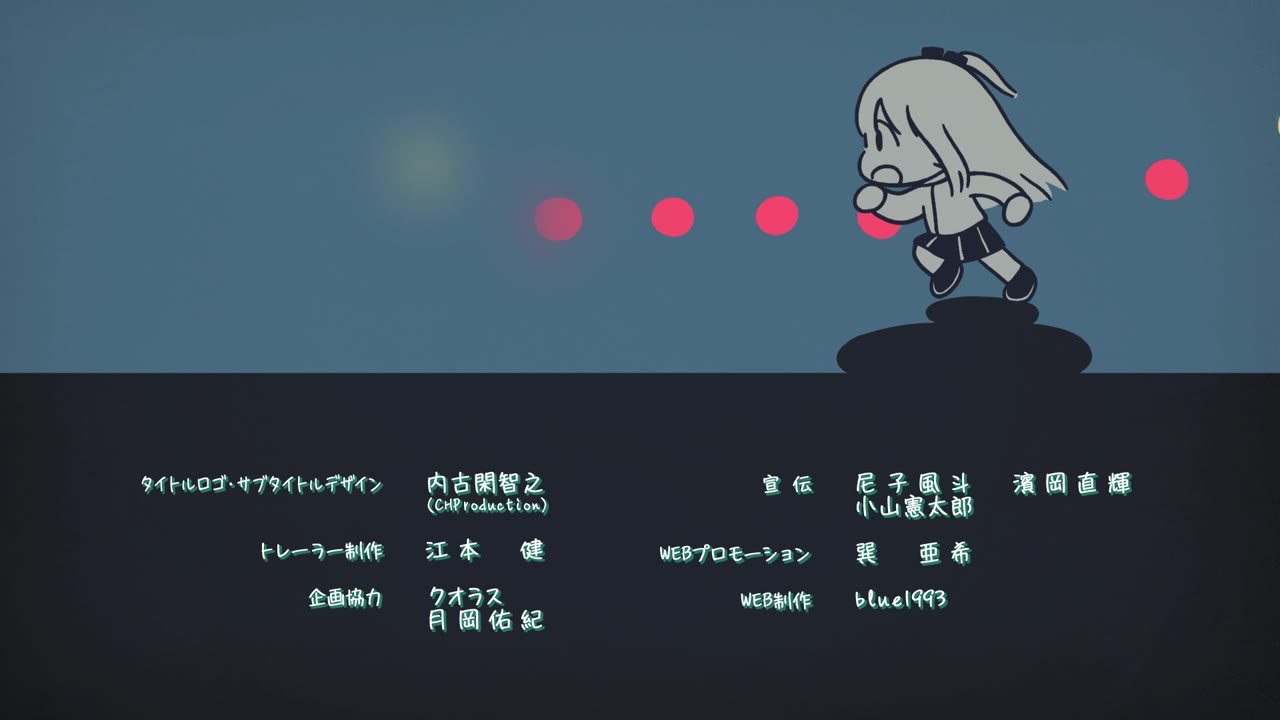 タイトルロゴ・サブタイトルデザイン 内古閑智之
(CHProduction)
トレーラー制作 江本 健
企画協力 クオラス
月岡佑紀
宣伝 尼子風斗 濱岡直輝
小山憲太郎
WEBプロモーション 巽 亜希
WEB制作 blue1993